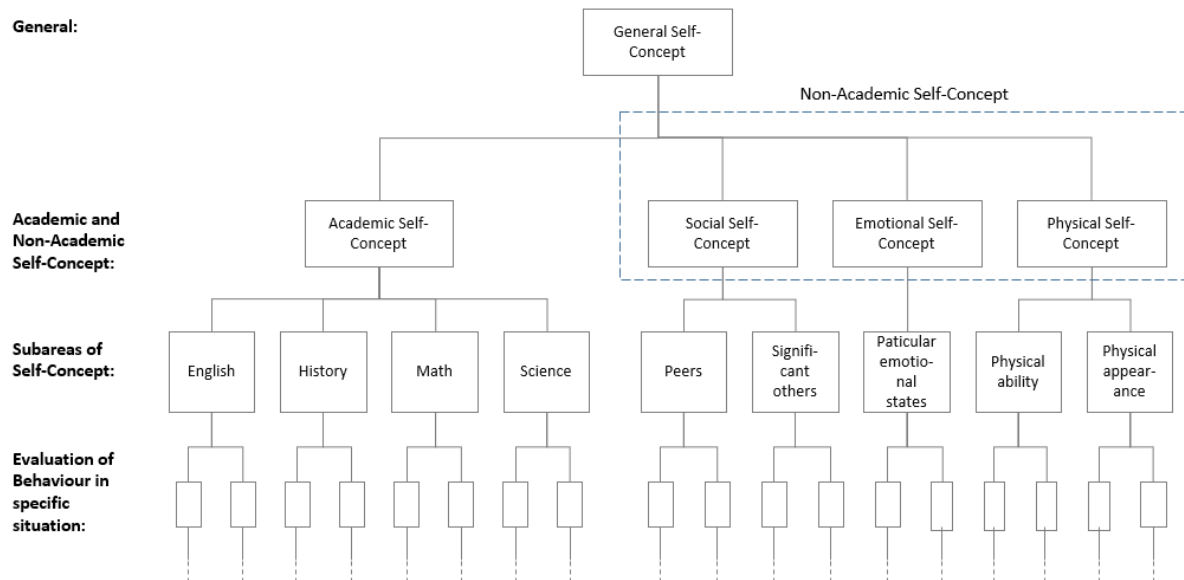 General:
General Self-
Concept
Non-Academic Self-Concept
Academic and
Non-Academic
Self-Concept:
Academic Self-
Concept
Social Self-
Concept
Emotional Self-
Concept
Physical Self-
Concept
Subareas of
Self-Concept:
English
History
Math
Science
Peers
Signifi-
cant
others
Paticular
emotio-
nal
states
Physical
ability
Physical
appear-
ance
Evaluation of
Behaviour in
specific
situation: